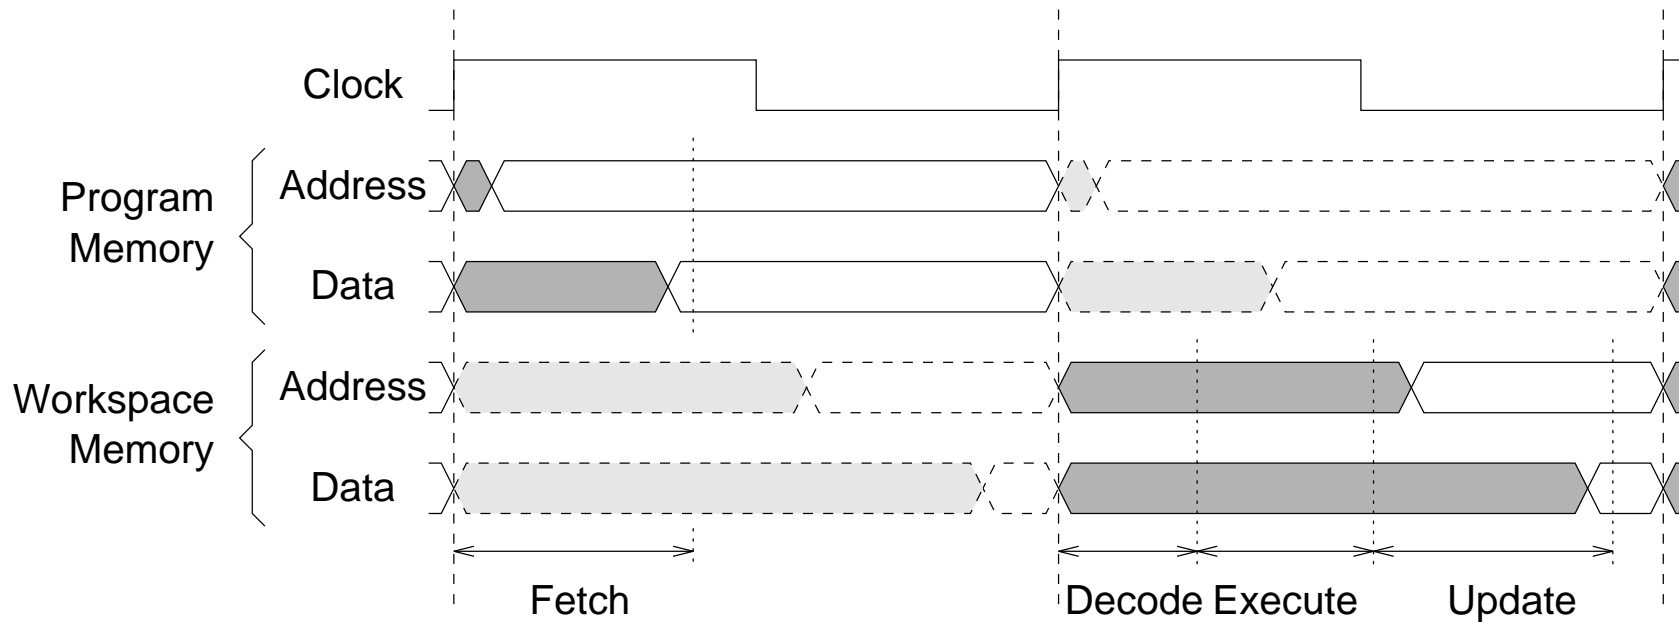 Clock
Program
Memory
Address
Data
Workspace
Memory
Address
Data
Fetch
Decode Execute
Update